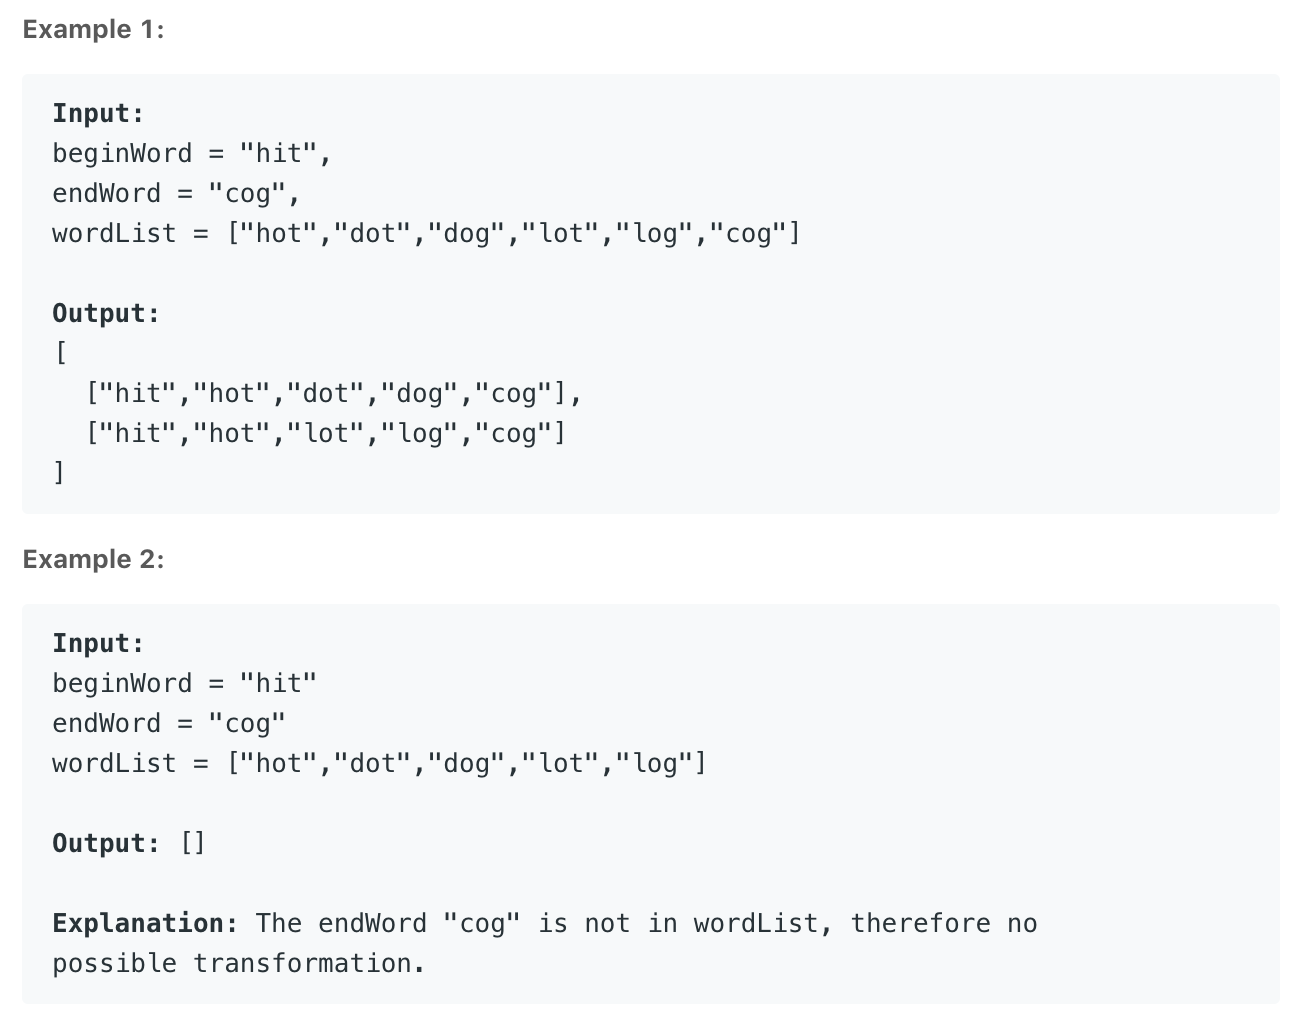 Example 1:
Input:
beginWord = "hit",
endWord = "cog",
wordList = ["hot","dot","dog","lot","log","cog"]
Output:
[
["hit","hot","dot","dog","cog"],
["hit","hot","lot","log","cog"]
]
Example 2:
Input:
beginWord = "hit"
endWord = "cog"
wordList = ["hot","dot","dog","lot","log"]
Output: []
Explanation: The endWord "cog" is not in wordList, therefore no
possible transformation.